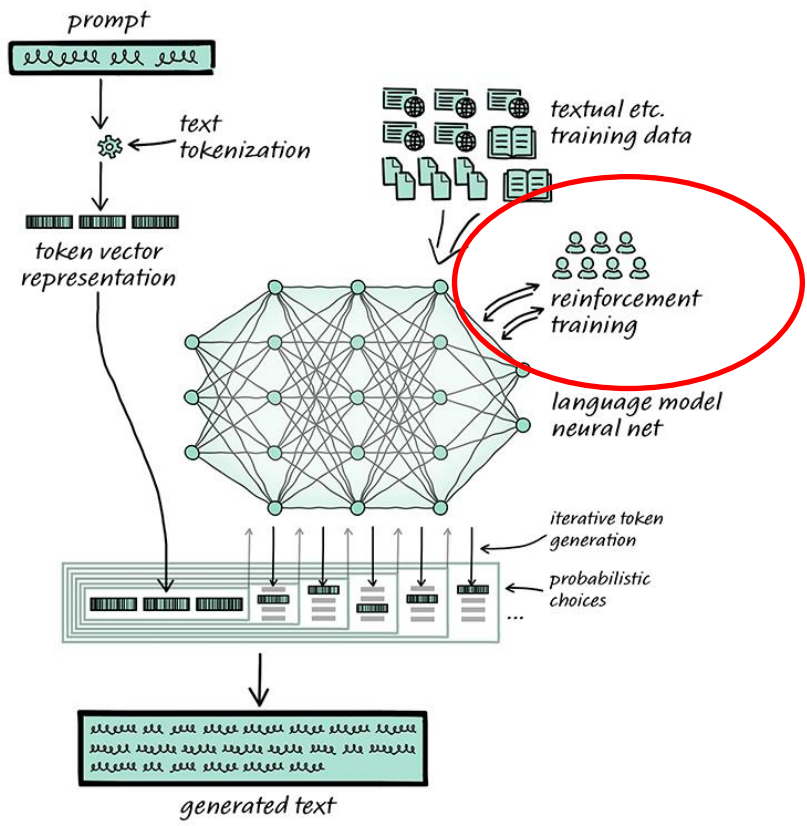 prompt
text
tokenization
token vector
representation
textual etc.
training data
reinforcement
training
language model
neural net
iterative token
generation
probabilistic
choices
...
generated text